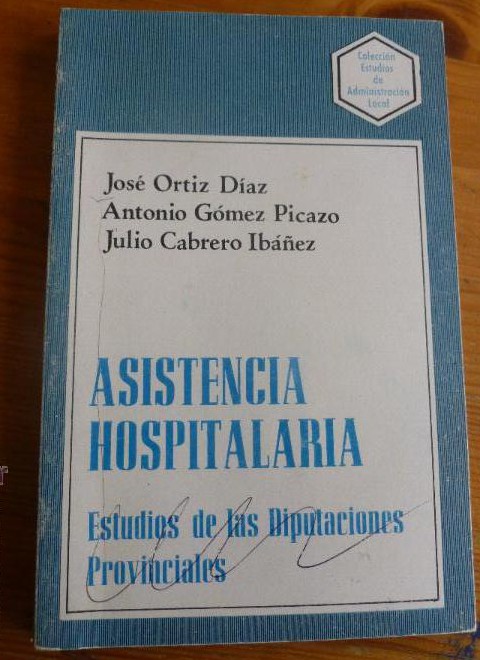 Colección
Estudios
de
Administración
Local
José Ortiz Díaz
Antonio Gómez Picazo
Julio Cabrero Ibáñez
ASISTENCIA
HOSPITALARIA
Estudios de las Diputaciones
Provinciales